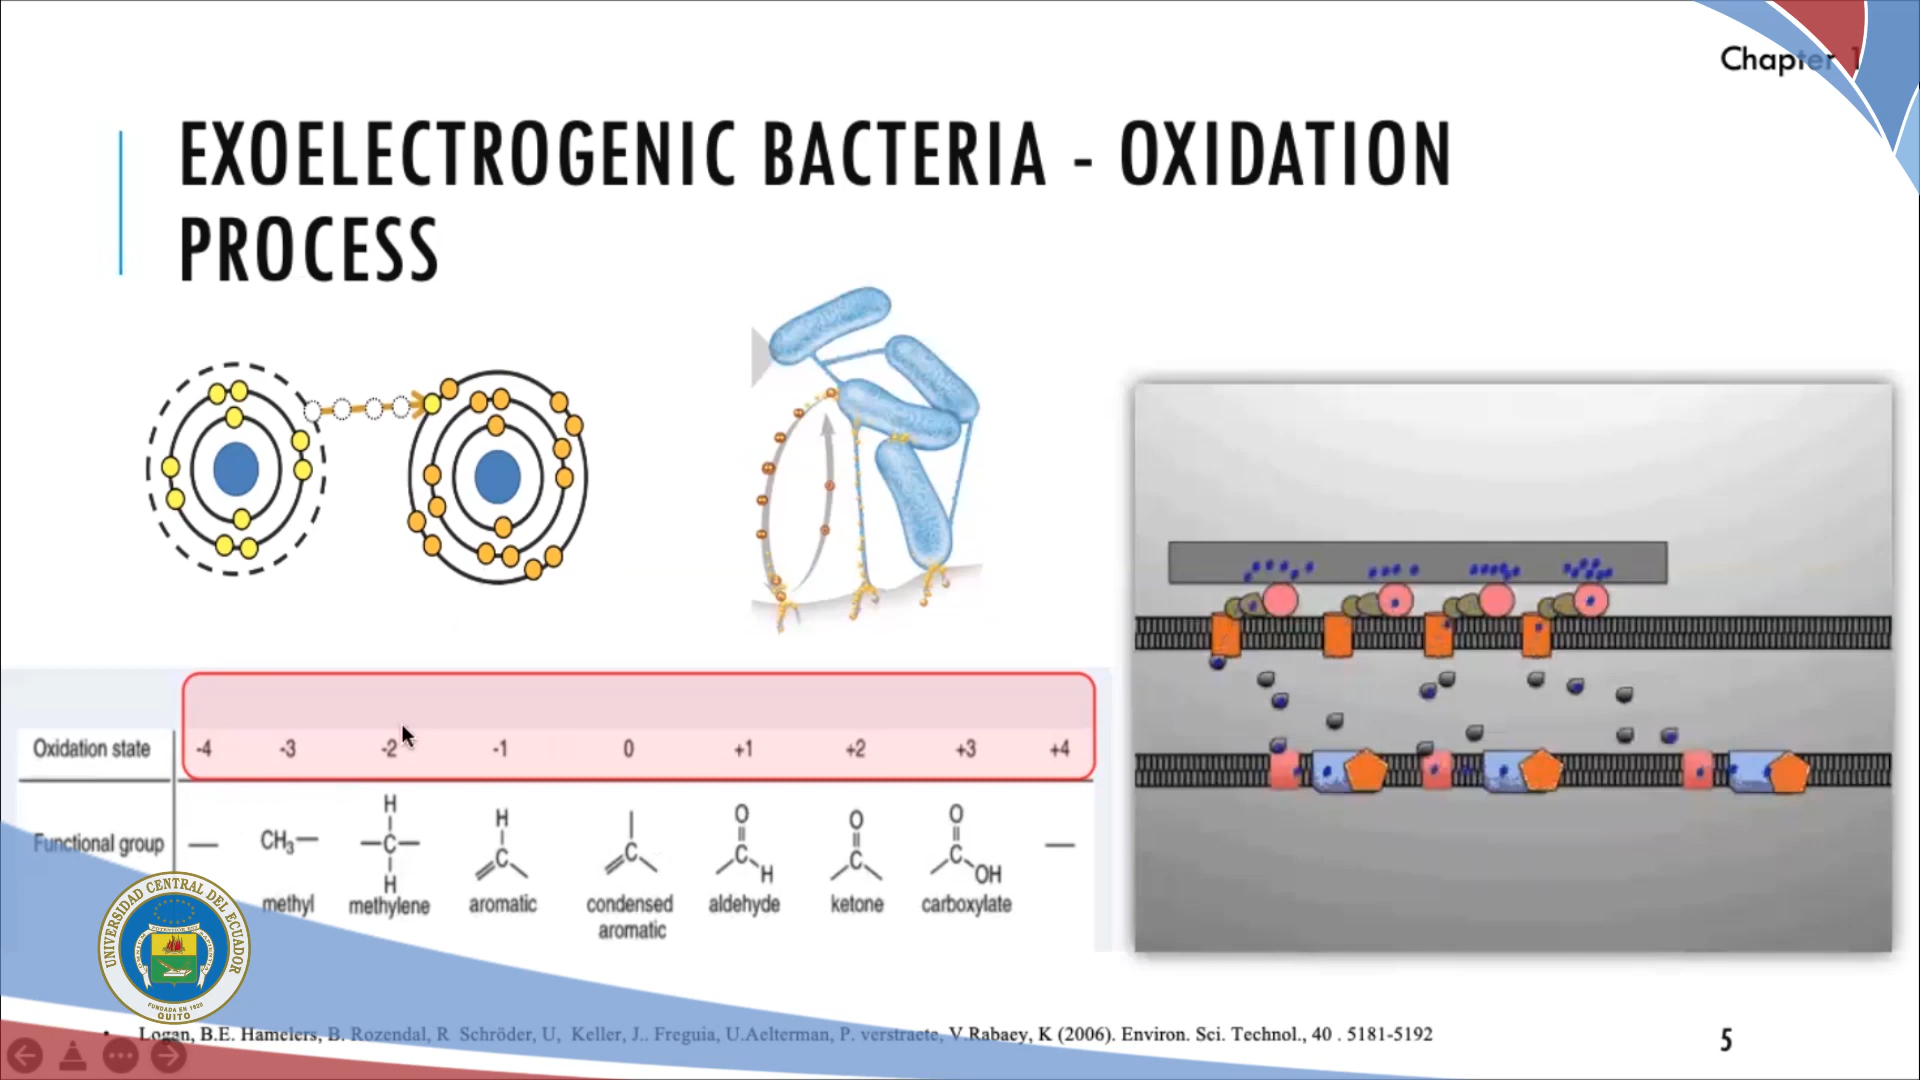 Chapter 1
EXOELECTROGENIC BACTERIA - OXIDATION
PROCESS
Oxidation state -4 -3 -2 -1 0 +1 +2 +3 +4
Functional group
CH3
H
C
H
H
C
C
O
C
H
O
C
O
C
OH
methyl methylene aromatic condensed aromatic aldehyde ketone carboxylate
UNIVERSIDAD CENTRAL DEL ECUADOR
FUNDADA EN
QUITO
• Logan, B.E. Hamelers, B. Rozendal, R Schröder, U, Keller, J.. Freguia, U.Aelterman, P. verstraete, V.Rabaey, K (2006). Environ. Sci. Technol., 40 . 5181-5192
5